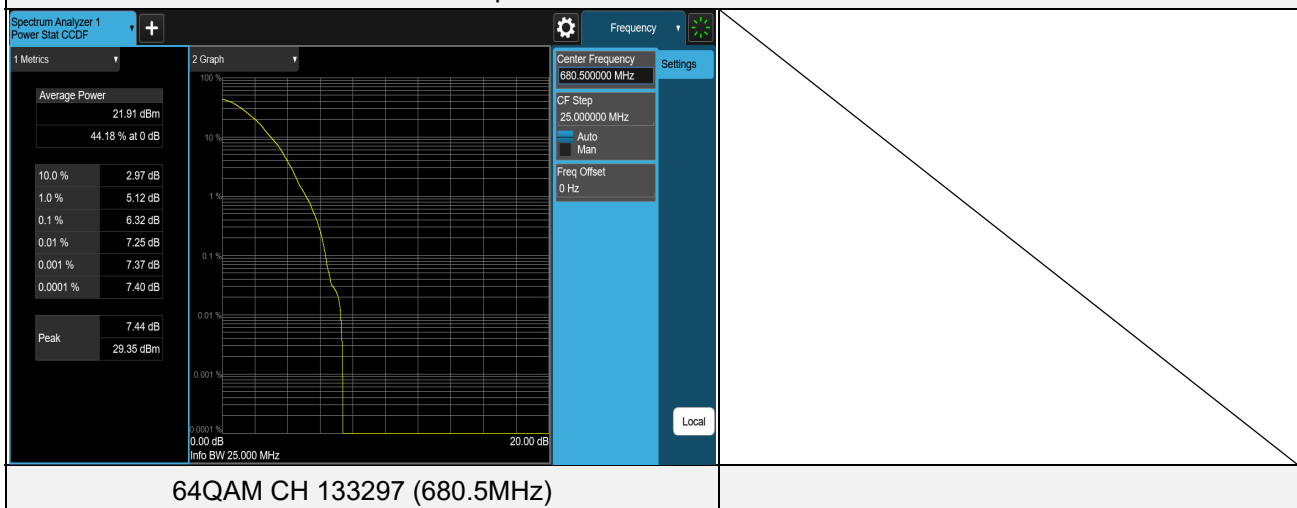 Spectrum Analyzer 1
Power Stat CCDF
+
Frequency
1 Metrics
2 Graph
Average Power
21.91 dBm
44.18 % at 0 dB
10.0 % 2.97 dB
1.0 % 5.12 dB
0.1 % 6.32 dB
0.01 % 7.25 dB
0.001 % 7.37 dB
0.0001 % 7.40 dB
Peak 7.44 dB
29.35 dBm
100 %
10 %
1 %
0.1 %
0.01 %
0.001 %
0.0001 %
0.00 dB 20.00 dB
Info BW 25.000 MHz
Center Frequency
680.500000 MHz
CF Step
25.000000 MHz
Auto
Man
Freq Offset
0 Hz
Settings
Local
64QAM CH 133297 (680.5MHz)